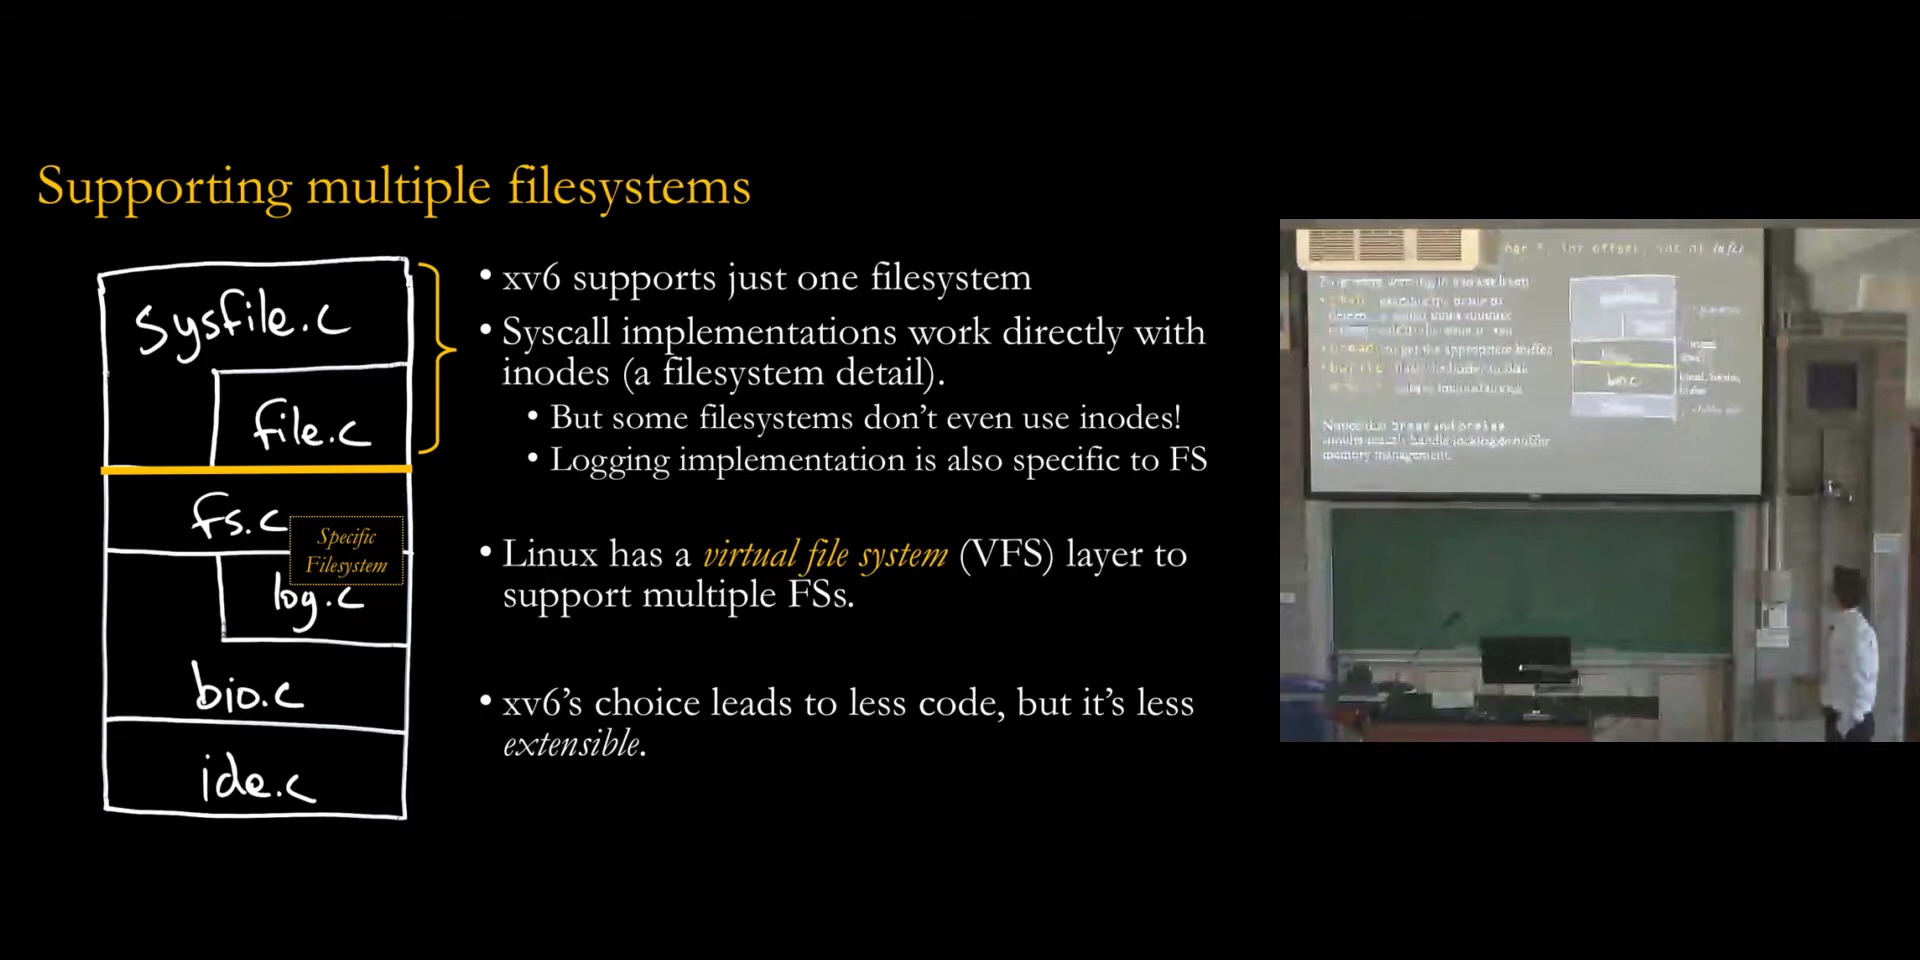 Supporting multiple filesystems
sysfile.c
file.c
fs.c
Specific
Filesystem
log.c
bio.c
ide.c
• xv6 supports just one filesystem
• Syscall implementations work directly with
inodes (a filesystem detail).
• But some filesystems don't even use inodes!
• Logging implementation is also specific to FS
• Linux has a virtual file system (VFS) layer to
support multiple FSs.
• xv6's choice leads to less code, but it's less
extensible.
bio.c
memory management.